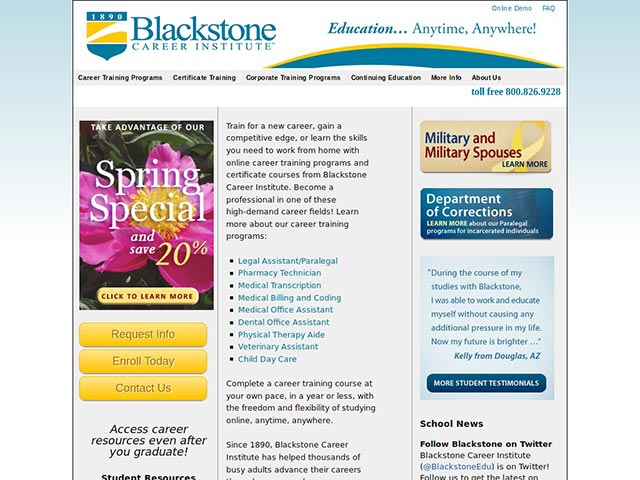 Online Demo FAQ
1890
Blackstone
CAREER INSTITUTE™
Education... Anytime, Anywhere!
Career Training Programs Certificate Training Corporate Training Programs Continuing Education More Info About Us
toll free 800.826.9228
TAKE ADVANTAGE OF OUR
Spring
Special
and
save 20%
CLICK TO LEARN MORE
Request Info
Enroll Today
Contact Us
Access career
resources even after
you graduate!
Student Resources
Train for a new career, gain a
competitive edge, or learn the skills
you need to work from home with
online career training programs and
certificate courses from Blackstone
Career Institute. Become a
professional in one of these
high-demand career fields! Learn
more about our career training
programs:
Legal Assistant/Paralegal
Pharmacy Technician
Medical Transcription
Medical Billing and Coding
Medical Office Assistant
Dental Office Assistant
Physical Therapy Aide
Veterinary Assistant
Child Day Care
Complete a career training course at
your own pace, in a year or less, with
the freedom and flexibility of studying
online, anytime, anywhere.
Since 1890, Blackstone Career
Institute has helped thousands of
busy adults advance their careers
Military and
Military Spouses
LEARN MORE
Department
of Corrections
LEARN MORE about our Paralegal
programs for incarcerated individuals
“During the course of my
studies with Blackstone,
I was able to work and educate
myself without causing any
additional pressure in my life.
Now my future is brighter ...”
Kelly from Douglas, AZ
MORE STUDENT TESTIMONIALS
School News
Follow Blackstone on Twitter
Blackstone Career Institute
(@BlackstoneEdu) is on Twitter!
Follow us to get the latest on